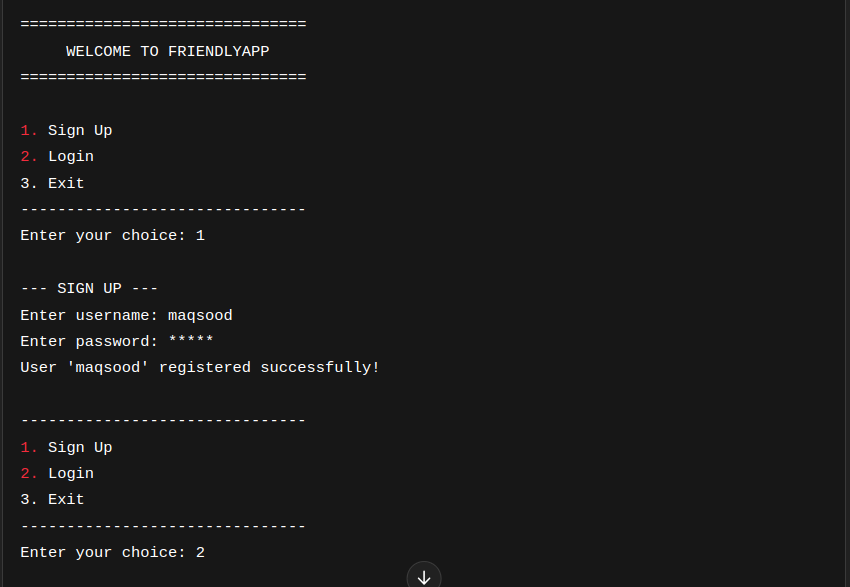 ===============================
WELCOME TO FRIENDLYAPP
===============================
1. Sign Up
2. Login
3. Exit
-------------------------------
Enter your choice: 1
--- SIGN UP ---
Enter username: maqsood
Enter password: *****
User 'maqsood' registered successfully!
-------------------------------
1. Sign Up
2. Login
3. Exit
-------------------------------
Enter your choice: 2